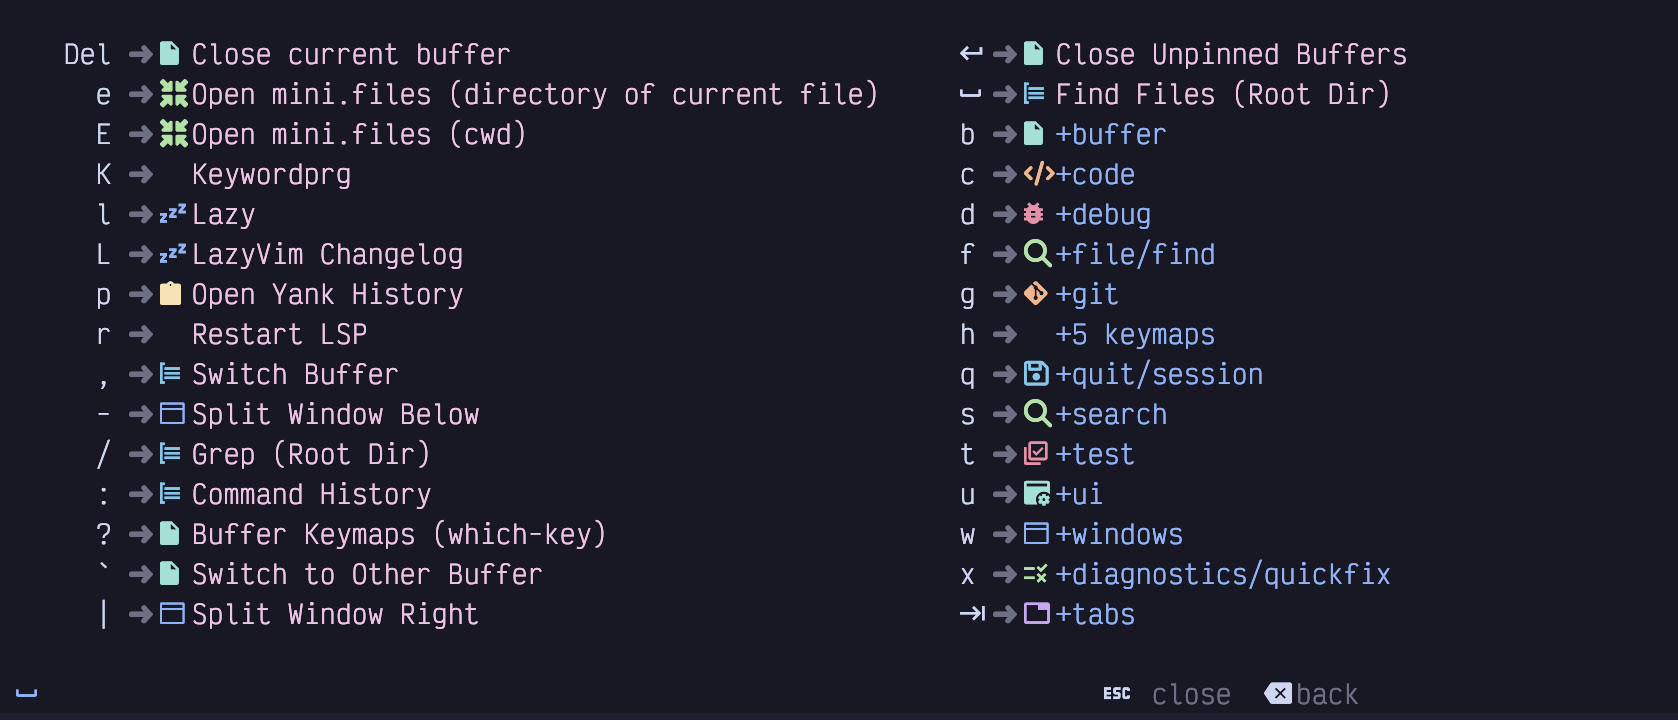 Del ➜ Close current buffer
e ➜ Open mini.files (directory of current file)
E ➜ Open mini.files (cwd)
K ➜ Keywordprg
l ➜ Lazy
L ➜ LazyVim Changelog
p ➜ Open Yank History
r ➜ Restart LSP
, ➜ Switch Buffer
- ➜ Split Window Below
/ ➜ Grep (Root Dir)
: ➜ Command History
? ➜ Buffer Keymaps (which-key)
` ➜ Switch to Other Buffer
| ➜ Split Window Right
↩ ➜ Close Unpinned Buffers
␣ ➜ Find Files (Root Dir)
b ➜ +buffer
c ➜ +code
d ➜ +debug
f ➜ +file/find
g ➜ +git
h ➜ +5 keymaps
q ➜ +quit/session
s ➜ +search
t ➜ +test
u ➜ +ui
w ➜ +windows
x ➜ +diagnostics/quickfix
⇥ ➜ +tabs
␣
ESC close ⌫ back